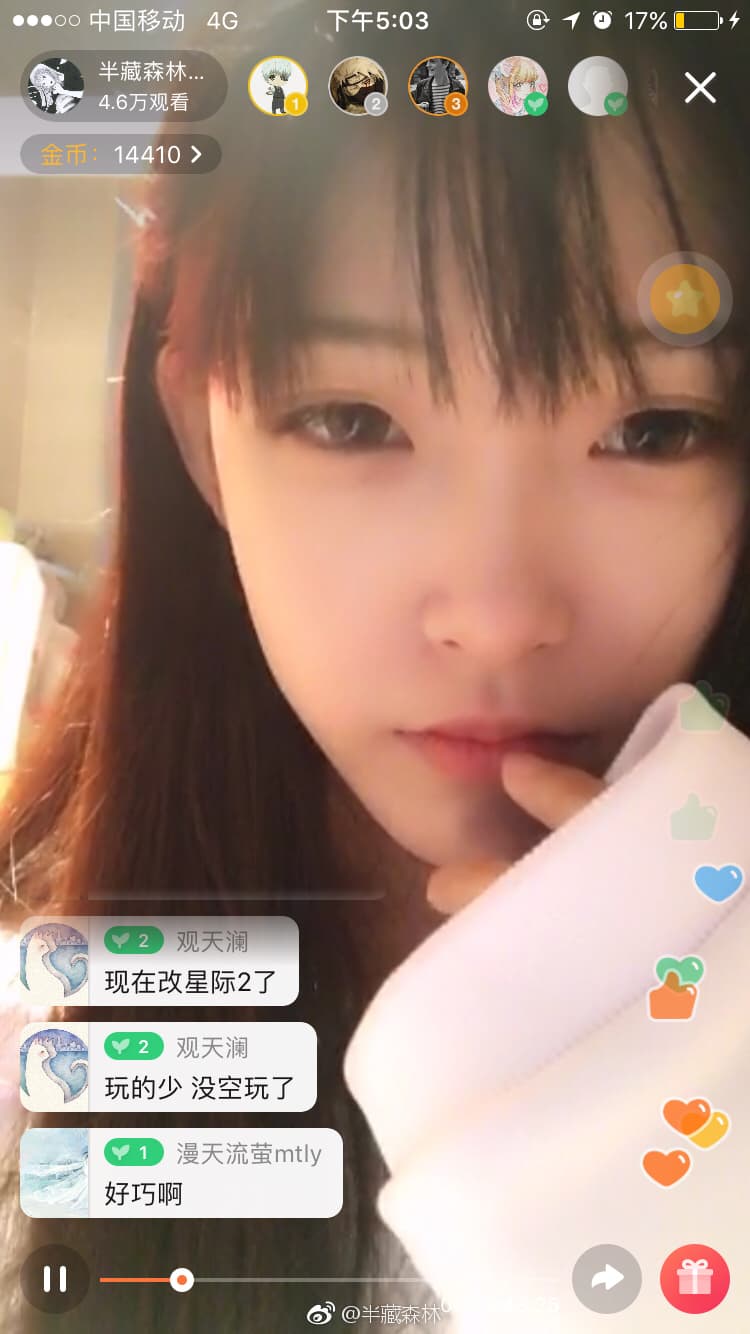 中国移动 4G 下午5:03 17%
半藏森林...
4.6万观看
1 2 3
金币： 14410
2 观天澜
现在改星际2了
2 观天澜
玩的少 没空玩了
1 漫天流萤mtly
好巧啊
@半藏森林